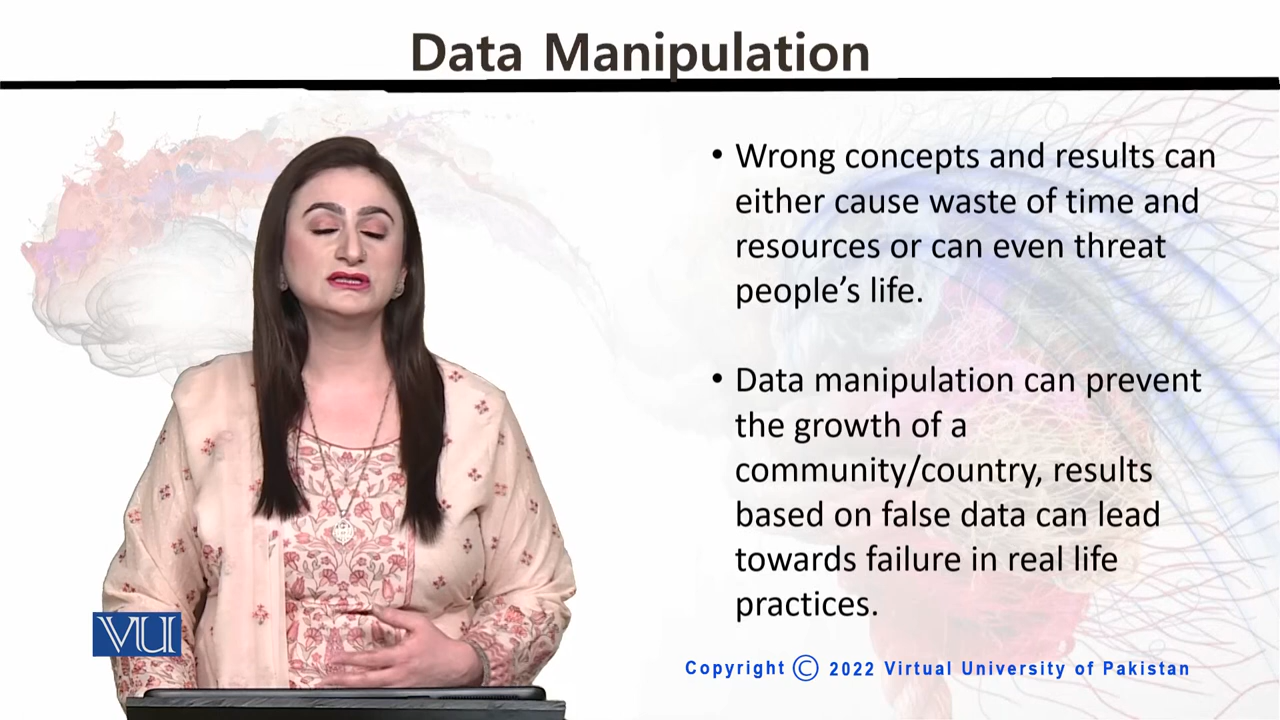 Data Manipulation
• Wrong concepts and results can
either cause waste of time and
resources or can even threat
people’s life.
• Data manipulation can prevent
the growth of a
community/country, results
based on false data can lead
towards failure in real life
practices.
VU
Copyright © 2022 Virtual University of Pakistan